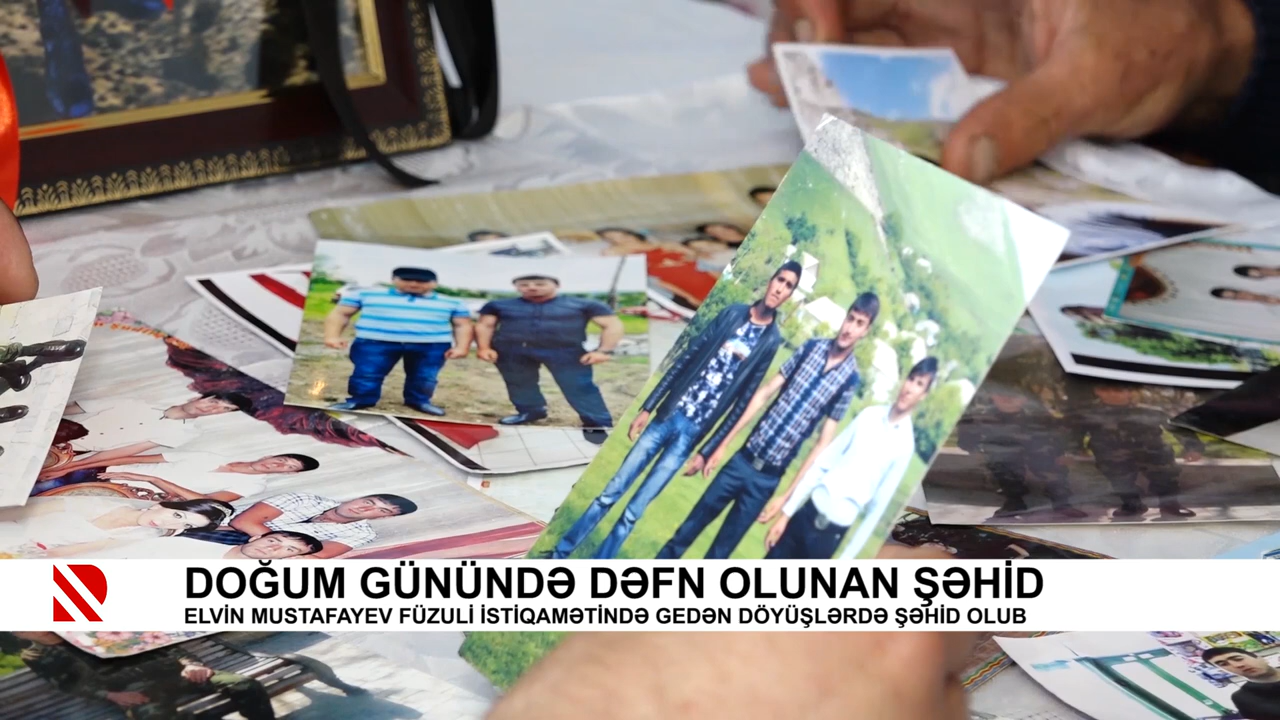 DOĞUM GÜNÜNDƏ DƏFN OLUNAN ŞƏHİD
ELVİN MUSTAFAYEV FÜZULİ İSTİQAMƏTİNDƏ GEDƏN DÖYÜŞLƏRDƏ ŞƏHİD OLUB